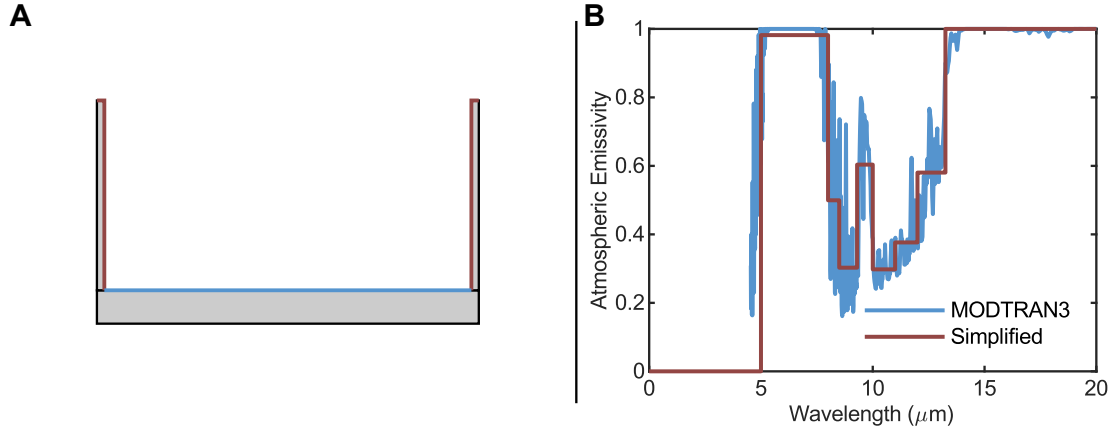 A
B
1
0.8
0.6
0.4
0.2
0
Atmospheric Emissivity
MODTRAN3
Simplified
0 5 10 15 20
Wavelength (μm)